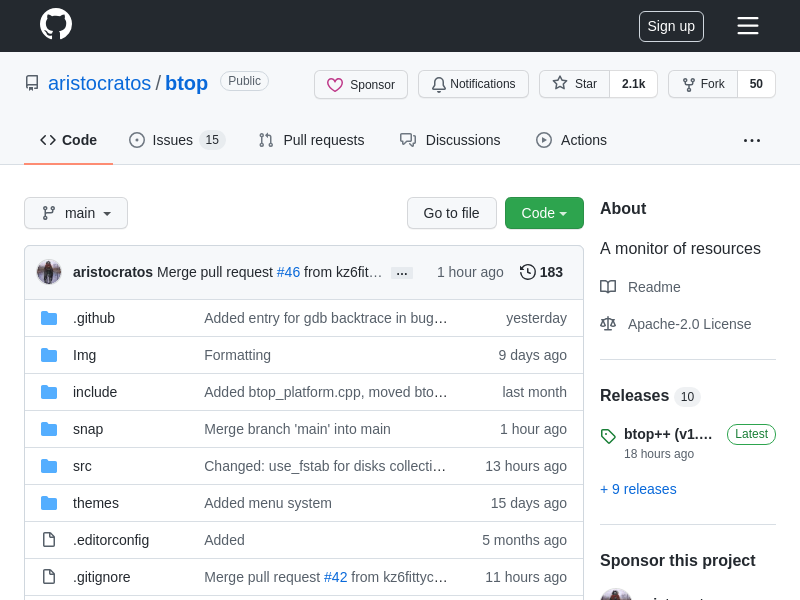 Sign up
aristocratos / btop Public
Sponsor
Notifications
Star 2.1k
Fork 50
Code
Issues 15
Pull requests
Discussions
Actions
main
Go to file
Code
aristocratos Merge pull request #46 from kz6fit… ... 1 hour ago 183
.github Added entry for gdb backtrace in bug… yesterday
Img Formatting 9 days ago
include Added btop_platform.cpp, moved bto… last month
snap Merge branch 'main' into main 1 hour ago
src Changed: use_fstab for disks collecti… 13 hours ago
themes Added menu system 15 days ago
.editorconfig Added 5 months ago
.gitignore Merge pull request #42 from kz6fittyc… 11 hours ago
About
A monitor of resources
Readme
Apache-2.0 License
Releases 10
btop++ (v1.… Latest
18 hours ago
+ 9 releases
Sponsor this project